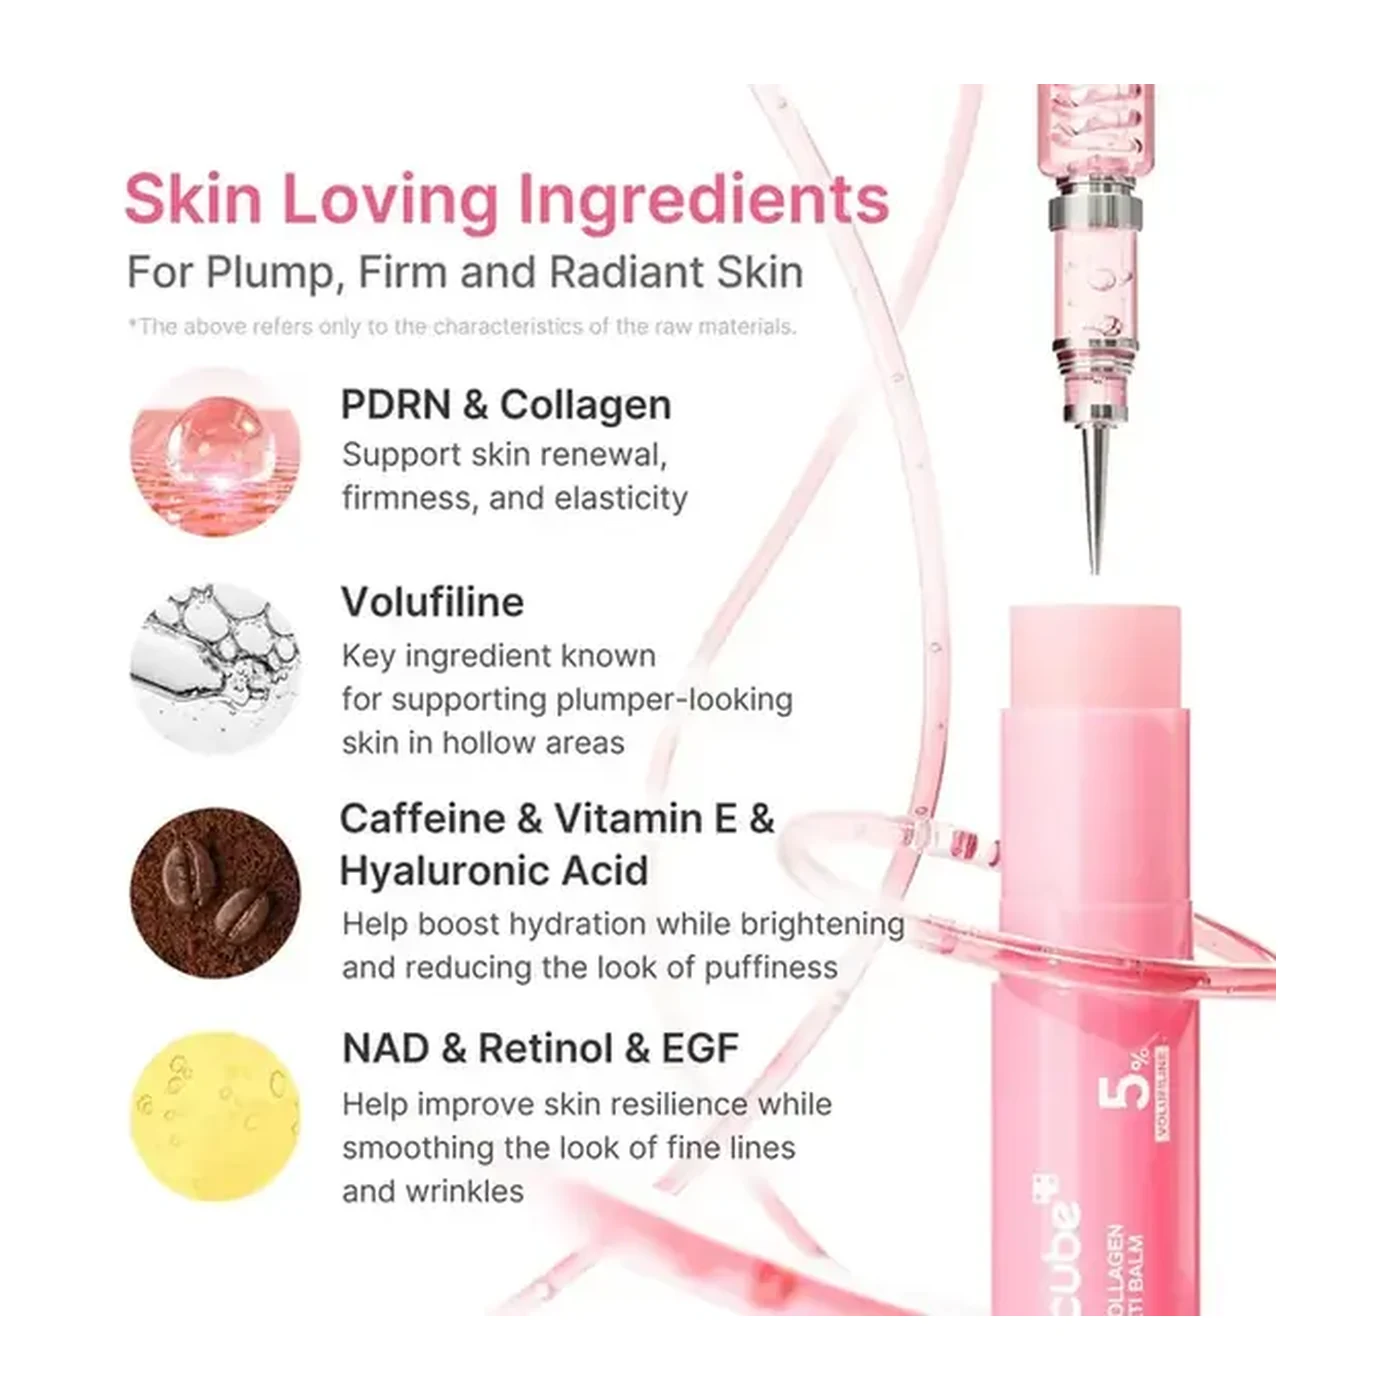 Skin Loving Ingredients
For Plump, Firm and Radiant Skin
*The above refers only to the characteristics of the raw materials.
PDRN & Collagen
Support skin renewal,
firmness, and elasticity
Volufiline
Key ingredient known
for supporting plumper-looking
skin in hollow areas
Caffeine & Vitamin E &
Hyaluronic Acid
Help boost hydration while brightening
and reducing the look of puffiness
NAD & Retinol & EGF
Help improve skin resilience while
smoothing the look of fine lines
and wrinkles
5%
VOLUFILINE
cube
OLLAGEN
TI BALM